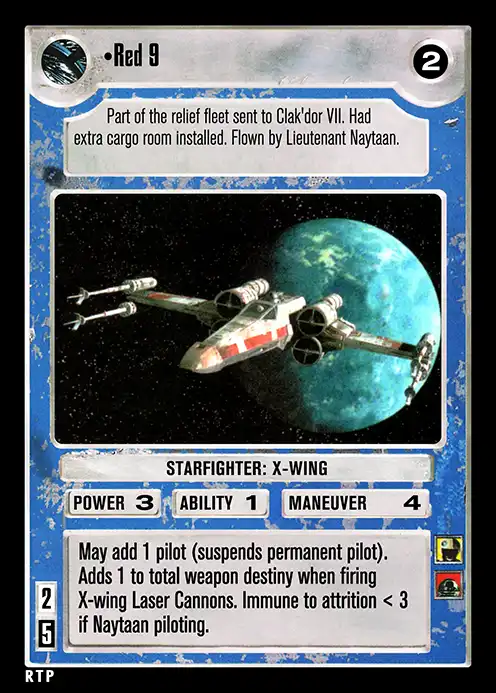 •Red 9
2
Part of the relief fleet sent to Clak'dor VII. Had
extra cargo room installed. Flown by Lieutenant Naytaan.
STARFIGHTER: X-WING
POWER 3 ABILITY 1 MANEUVER 4
May add 1 pilot (suspends permanent pilot).
Adds 1 to total weapon destiny when firing
X-wing Laser Cannons. Immune to attrition < 3
if Naytaan piloting.
2
5
RTP